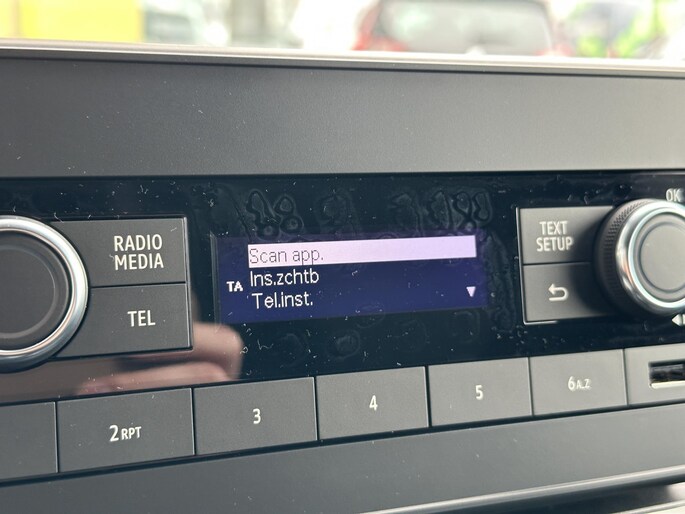 OK
RADIO
MEDIA
TEXT
SETUP
Scan app.
TA
Ins.zchtb
Tel.inst.
TEL
2RPT
3
4
5
6A.Z